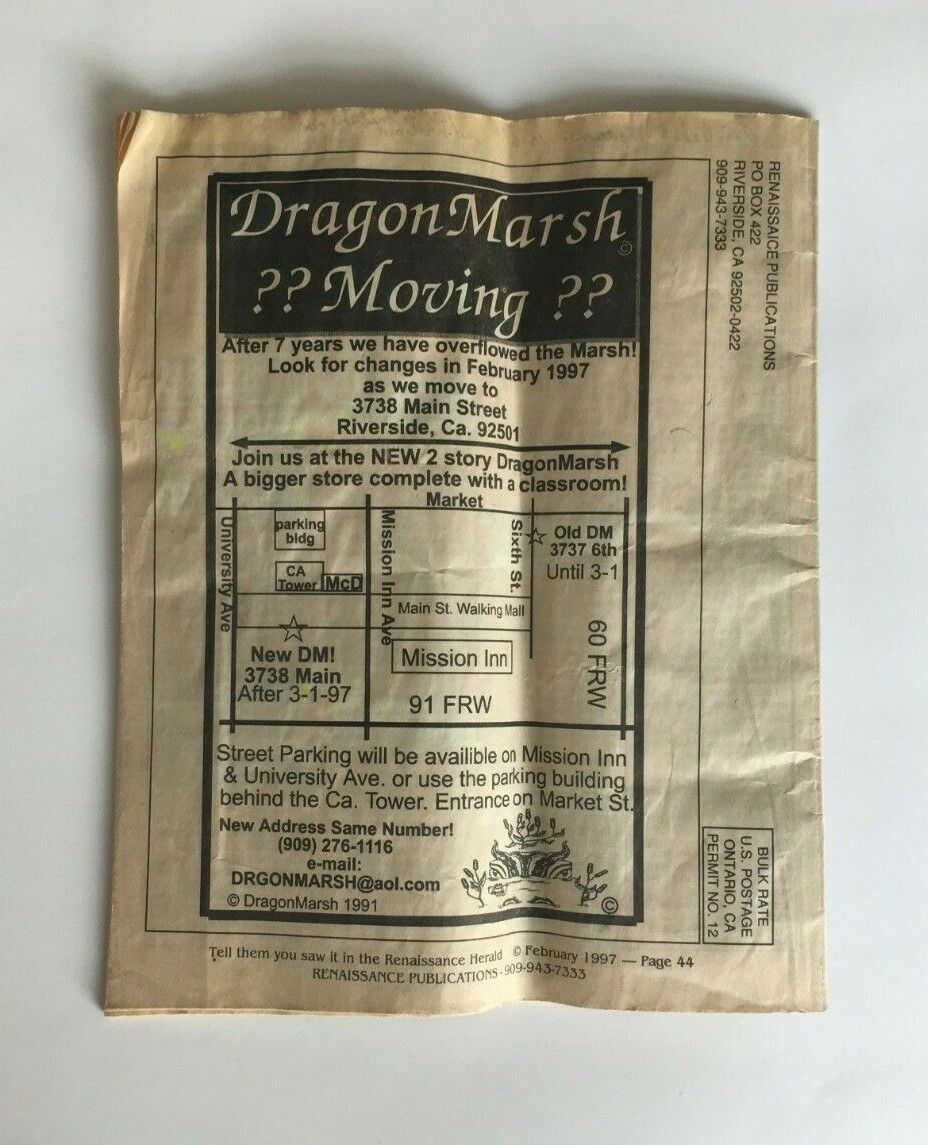 DragonMarsh ©
?? Moving ??
After 7 years we have overflowed the Marsh!
Look for changes in February 1997
as we move to
3738 Main Street
Riverside, Ca. 92501
Join us at the NEW 2 story DragonMarsh
A bigger store complete with a classroom!
Market
University Ave
parking
bldg
CA
Tower
McD
Mission Inn Ave
Sixth St.
Old DM
3737 6th
Until 3-1
Main St. Walking Mall
New DM!
3738 Main
After 3-1-97
Mission Inn
91 FRW
60 FRW
Street Parking will be availible on Mission Inn
& University Ave. or use the parking building
behind the Ca. Tower. Entrance on Market St.
New Address Same Number!
(909) 276-1116
e-mail:
DRGONMARSH@aol.com
© DragonMarsh 1991
©
Tell them you saw it in the Renaissance Herald © February 1997 — Page 44
RENAISSANCE PUBLICATIONS - 909-943-7333
RENAISSAICE PUBLICATIONS
PO BOX 422
RIVERSIDE, CA 92502-0422
909-943-7333
BULK RATE
U.S. POSTAGE
ONTARIO, CA
PERMIT NO. 12